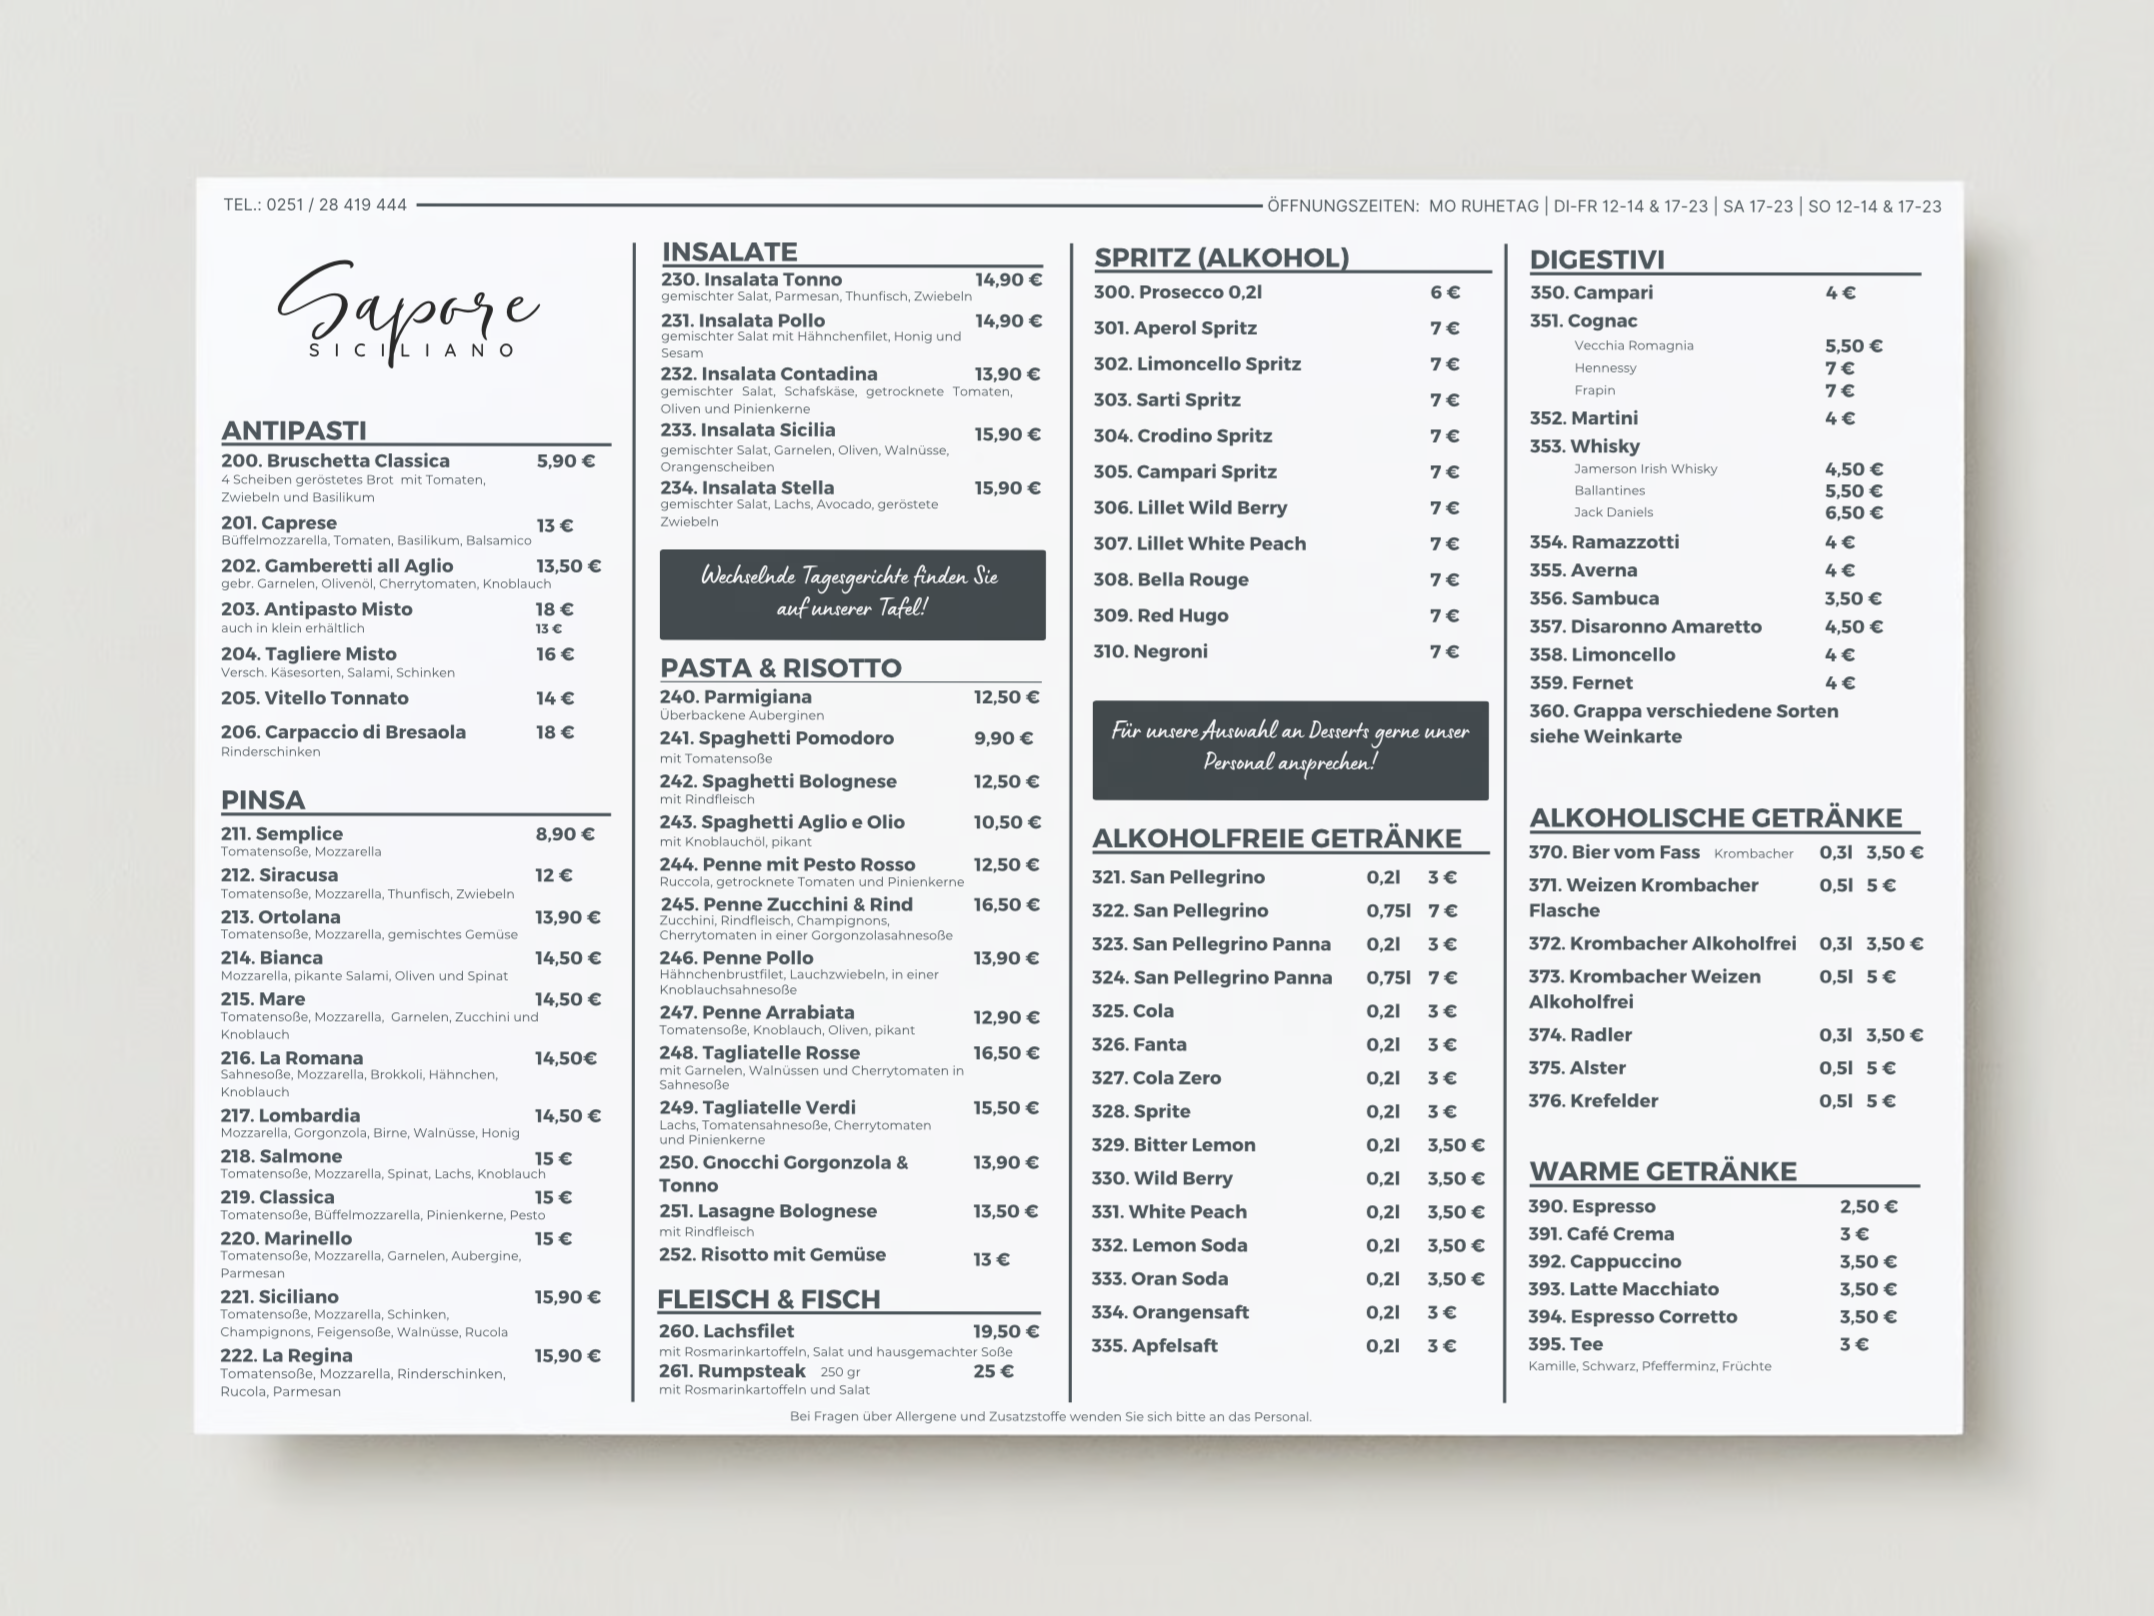 TEL.: 0251 / 28 419 444
ÖFFNUNGSZEITEN: MO RUHETAG | DI-FR 12-14 & 17-23 | SA 17-23 | SO 12-14 & 17-23
Sapore
SICILIANO
ANTIPASTI
200. Bruschetta Classica 5,90 €
4 Scheiben geröstetes Brot mit Tomaten,
Zwiebeln und Basilikum
201. Caprese 13 €
Büffelmozzarella, Tomaten, Basilikum, Balsamico
202. Gamberetti all Aglio 13,50 €
gebr. Garnelen, Olivenöl, Cherrytomaten, Knoblauch
203. Antipasto Misto 18 €
auch in klein erhältlich 13 €
204. Tagliere Misto 16 €
Versch. Käsesorten, Salami, Schinken
205. Vitello Tonnato 14 €
206. Carpaccio di Bresaola 18 €
Rinderschinken
PINSA
211. Semplice 8,90 €
Tomatensoße, Mozzarella
212. Siracusa 12 €
Tomatensoße, Mozzarella, Thunfisch, Zwiebeln
213. Ortolana 13,90 €
Tomatensoße, Mozzarella, gemischtes Gemüse
214. Bianca 14,50 €
Mozzarella, pikante Salami, Oliven und Spinat
215. Mare 14,50 €
Tomatensoße, Mozzarella, Garnelen, Zucchini und
Knoblauch
216. La Romana 14,50€
Sahnesoße, Mozzarella, Brokkoli, Hähnchen,
Knoblauch
217. Lombardia 14,50 €
Mozzarella, Gorgonzola, Birne, Walnüsse, Honig
218. Salmone 15 €
Tomatensoße, Mozzarella, Spinat, Lachs, Knoblauch
219. Classica 15 €
Tomatensoße, Büffelmozzarella, Pinienkerne, Pesto
220. Marinello 15 €
Tomatensoße, Mozzarella, Garnelen, Aubergine,
Parmesan
221. Siciliano 15,90 €
Tomatensoße, Mozzarella, Schinken,
Champignons, Feigensoße, Walnüsse, Rucola
222. La Regina 15,90 €
Tomatensoße, Mozzarella, Rinderschinken,
Rucola, Parmesan
INSALATE
230. Insalata Tonno 14,90 €
gemischter Salat, Parmesan, Thunfisch, Zwiebeln
231. Insalata Pollo 14,90 €
gemischter Salat mit Hähnchenfilet, Honig und
Sesam
232. Insalata Contadina 13,90 €
gemischter Salat, Schafskäse, getrocknete Tomaten,
Oliven und Pinienkerne
233. Insalata Sicilia 15,90 €
gemischter Salat, Garnelen, Oliven, Walnüsse,
Orangenscheiben
234. Insalata Stella 15,90 €
gemischter Salat, Lachs, Avocado, geröstete
Zwiebeln
Wechselnde Tagesgerichte finden Sie
auf unserer Tafel!
PASTA & RISOTTO
240. Parmigiana 12,50 €
Überbackene Auberginen
241. Spaghetti Pomodoro 9,90 €
mit Tomatensoße
242. Spaghetti Bolognese 12,50 €
mit Rindfleisch
243. Spaghetti Aglio e Olio 10,50 €
mit Knoblauchöl, pikant
244. Penne mit Pesto Rosso 12,50 €
Ruccola, getrocknete Tomaten und Pinienkerne
245. Penne Zucchini & Rind 16,50 €
Zucchini, Rindfleisch, Champignons,
Cherrytomaten in einer Gorgonzolasahnesoße
246. Penne Pollo 13,90 €
Hähnchenbrustfilet, Lauchzwiebeln, in einer
Knoblauchsahnesoße
247. Penne Arrabiata 12,90 €
Tomatensoße, Knoblauch, Oliven, pikant
248. Tagliatelle Rosse 16,50 €
mit Garnelen, Walnüssen und Cherrytomaten in
Sahnesoße
249. Tagliatelle Verdi 15,50 €
Lachs, Tomatensahnesoße, Cherrytomaten
und Pinienkerne
250. Gnocchi Gorgonzola & 13,90 €
Tonno
251. Lasagne Bolognese 13,50 €
mit Rindfleisch
252. Risotto mit Gemüse 13 €
FLEISCH & FISCH
260. Lachsfilet 19,50 €
mit Rosmarinkartoffeln, Salat und hausgemachter Soße
261. Rumpsteak 250 gr 25 €
mit Rosmarinkartoffeln und Salat
SPRITZ (ALKOHOL)
300. Prosecco 0,2l 6 €
301. Aperol Spritz 7 €
302. Limoncello Spritz 7 €
303. Sarti Spritz 7 €
304. Crodino Spritz 7 €
305. Campari Spritz 7 €
306. Lillet Wild Berry 7 €
307. Lillet White Peach 7 €
308. Bella Rouge 7 €
309. Red Hugo 7 €
310. Negroni 7 €
Für unsere Auswahl an Desserts gerne unser
Personal ansprechen!
ALKOHOLFREIE GETRÄNKE
321. San Pellegrino 0,2l 3 €
322. San Pellegrino 0,75l 7 €
323. San Pellegrino Panna 0,2l 3 €
324. San Pellegrino Panna 0,75l 7 €
325. Cola 0,2l 3 €
326. Fanta 0,2l 3 €
327. Cola Zero 0,2l 3 €
328. Sprite 0,2l 3 €
329. Bitter Lemon 0,2l 3,50 €
330. Wild Berry 0,2l 3,50 €
331. White Peach 0,2l 3,50 €
332. Lemon Soda 0,2l 3,50 €
333. Oran Soda 0,2l 3,50 €
334. Orangensaft 0,2l 3 €
335. Apfelsaft 0,2l 3 €
DIGESTIVI
350. Campari 4 €
351. Cognac
Vecchia Romagnia 5,50 €
Hennessy 7 €
Frapin 7 €
352. Martini 4 €
353. Whisky
Jamerson Irish Whisky 4,50 €
Ballantines 5,50 €
Jack Daniels 6,50 €
354. Ramazzotti 4 €
355. Averna 4 €
356. Sambuca 3,50 €
357. Disaronno Amaretto 4,50 €
358. Limoncello 4 €
359. Fernet 4 €
360. Grappa verschiedene Sorten
siehe Weinkarte
ALKOHOLISCHE GETRÄNKE
370. Bier vom Fass Krombacher 0,3l 3,50 €
371. Weizen Krombacher 0,5l 5 €
Flasche
372. Krombacher Alkoholfrei 0,3l 3,50 €
373. Krombacher Weizen 0,5l 5 €
Alkoholfrei
374. Radler 0,3l 3,50 €
375. Alster 0,5l 5 €
376. Krefelder 0,5l 5 €
WARME GETRÄNKE
390. Espresso 2,50 €
391. Café Crema 3 €
392. Cappuccino 3,50 €
393. Latte Macchiato 3,50 €
394. Espresso Corretto 3,50 €
395. Tee 3 €
Kamille, Schwarz, Pfefferminz, Früchte
Bei Fragen über Allergene und Zusatzstoffe wenden Sie sich bitte an das Personal.